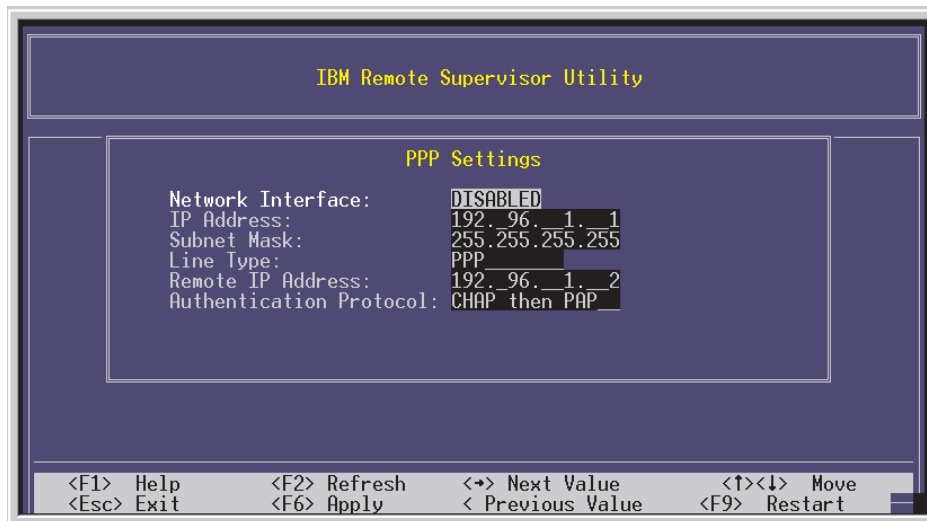 IBM Remote Supervisor Utility
PPP Settings
Network Interface: DISABLED
IP Address: 192._96.__1.__1
Subnet Mask: 255.255.255.255
Line Type: PPP________
Remote IP Address: 192._96.__1.__2
Authentication Protocol: CHAP then PAP__
<F1> Help <F2> Refresh <→> Next Value <↑><↓> Move
<Esc> Exit <F6> Apply < Previous Value <F9> Restart